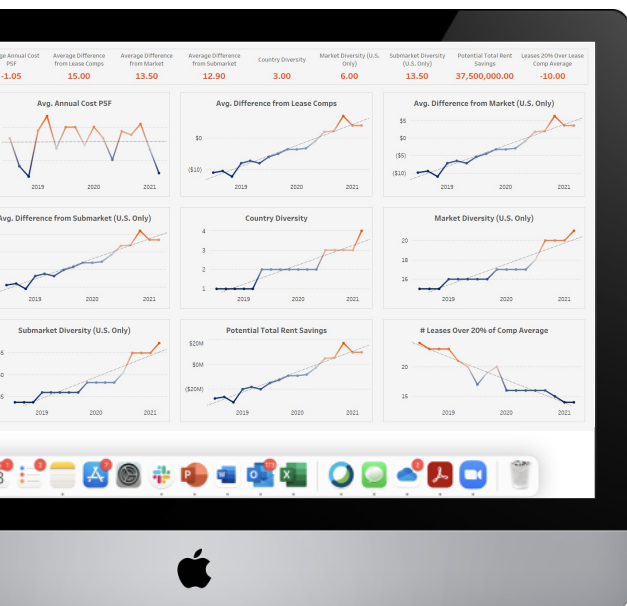 ge Annual Cost
PSF
-1.05
Average Difference
from Lease Comps
15.00
Average Difference
from Market
13.50
Average Difference
from Submarket
12.90
Country Diversity
3.00
Market Diversity (U.S.
Only)
6.00
Submarket Diversity
(U.S. Only)
13.50
Potential Total Rent
Savings
37,500,000.00
Leases 20% Over Lease
Comp Average
-10.00
Avg. Annual Cost PSF
2019 2020 2021
Avg. Difference from Lease Comps
$0
($10)
2019 2020 2021
Avg. Difference from Market (U.S. Only)
$5
$0
($5)
($10)
2019 2020 2021
Avg. Difference from Submarket (U.S. Only)
2019 2020 2021
Country Diversity
4
3
2
1
2019 2020 2021
Market Diversity (U.S. Only)
20
18
16
2019 2020 2021
Submarket Diversity (U.S. Only)
5
0
5
2019 2020 2021
Potential Total Rent Savings
$20M
$0M
($20M)
2019 2020 2021
# Leases Over 20% of Comp Average
20
15
2019 2020 2021